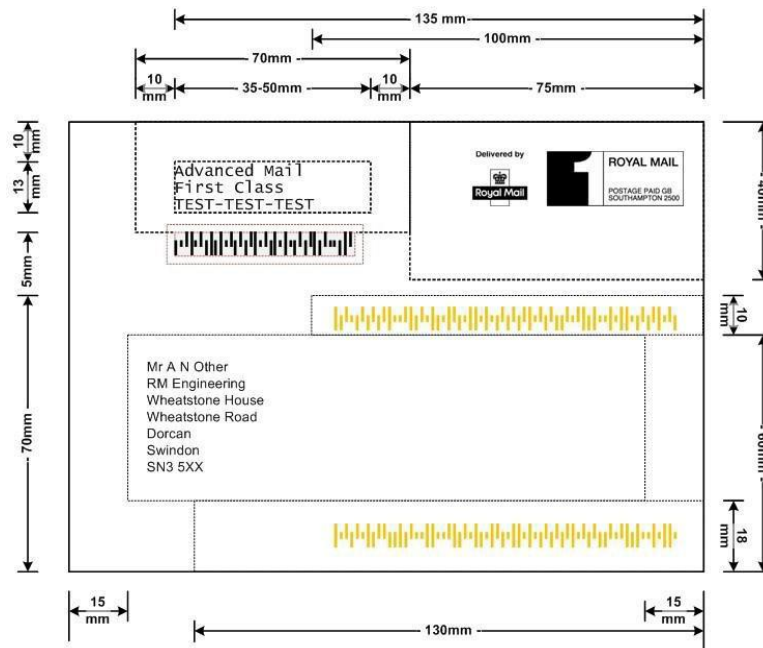 135 mm
100mm
70mm
10 mm
35-50mm
10 mm
75mm
10 mm
13 mm
5mm
70mm
Advanced Mail
First Class
TEST-TEST-TEST
Delivered by
Royal Mail
1
ROYAL MAIL
POSTAGE PAID GB
SOUTHAMPTON 2500
10 mm
Mr A N Other
RM Engineering
Wheatstone House
Wheatstone Road
Dorcan
Swindon
SN3 5XX
18 mm
15 mm
15 mm
130mm